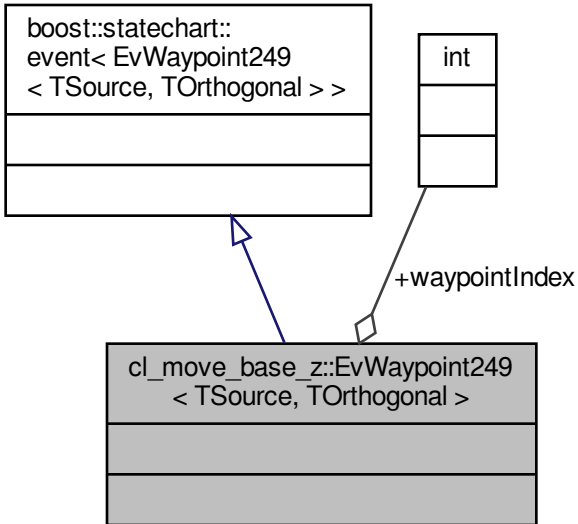 boost::statechart::
event< EvWaypoint249
< TSource, TOrthogonal > >
int
+waypointIndex
cl_move_base_z::EvWaypoint249
< TSource, TOrthogonal >